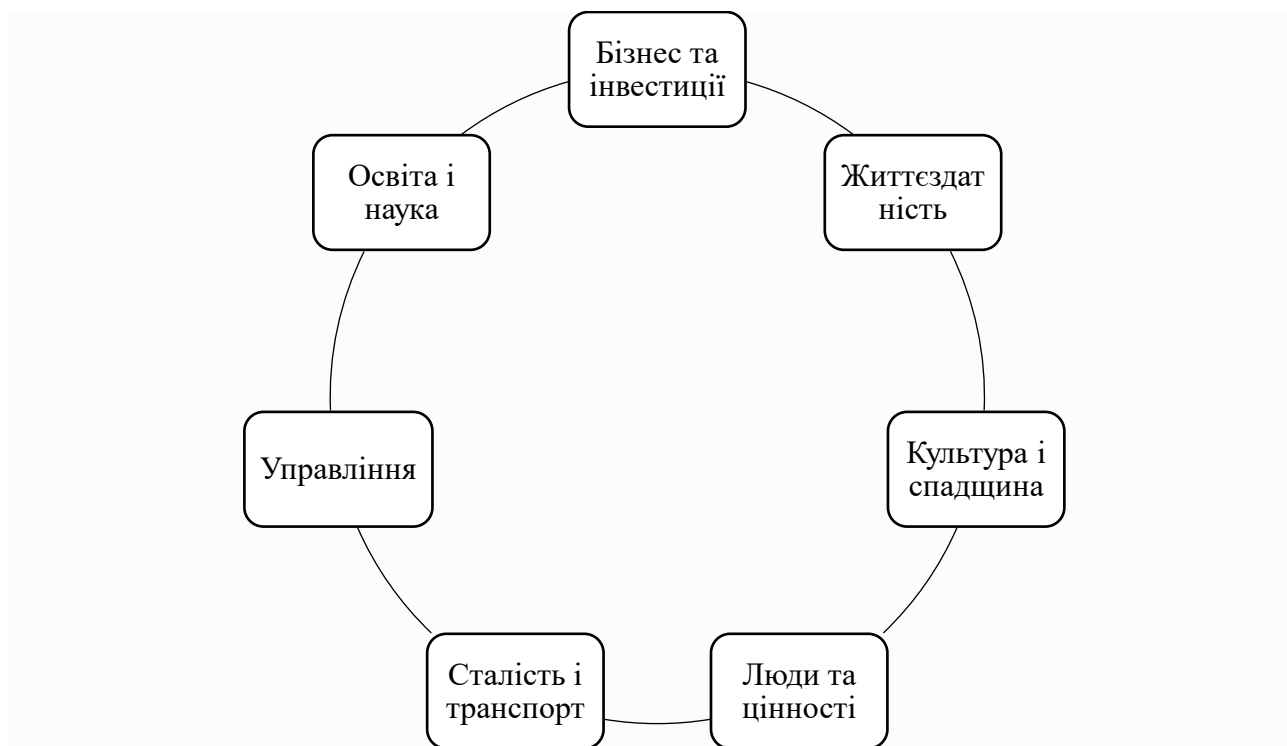 Бізнес та
інвестиції
Життєздат
ність
Культура і
спадщина
Люди та
цінності
Сталість і
транспорт
Управління
Освіта і
наука